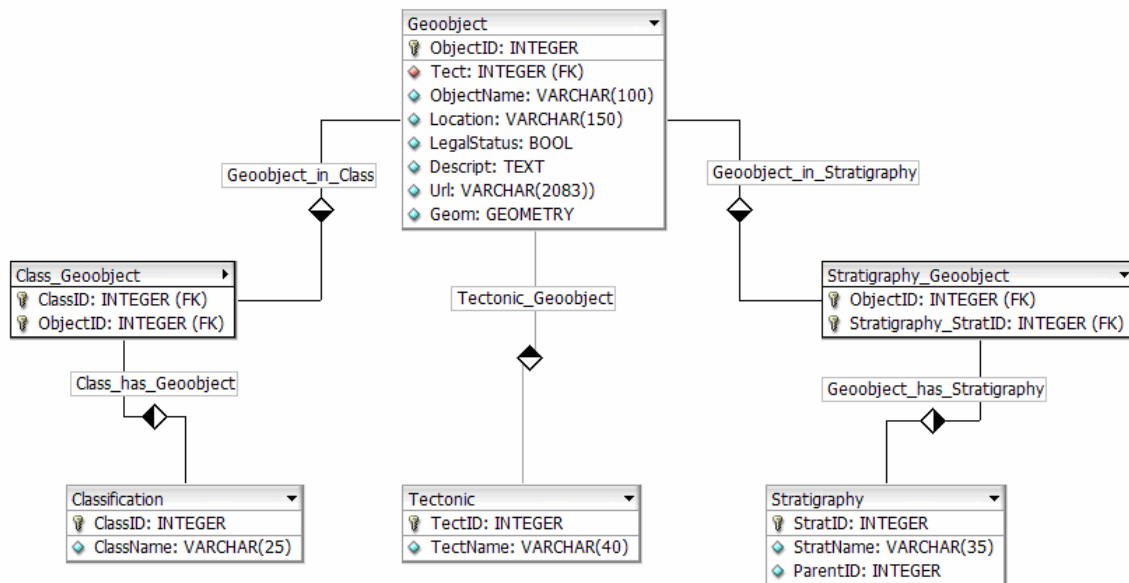 Geoobject
ObjectID: INTEGER
Tect: INTEGER (FK)
ObjectName: VARCHAR(100)
Location: VARCHAR(150)
LegalStatus: BOOL
Descript: TEXT
Url: VARCHAR(2083))
Geom: GEOMETRY
Geoobject_in_Class
Geoobject_in_Stratigraphy
Class_Geoobject
ClassID: INTEGER (FK)
ObjectID: INTEGER (FK)
Tectonic_Geoobject
Stratigraphy_Geoobject
ObjectID: INTEGER (FK)
Stratigraphy_StratID: INTEGER (FK)
Class_has_Geoobject
Geoobject_has_Stratigraphy
Classification
ClassID: INTEGER
ClassName: VARCHAR(25)
Tectonic
TectID: INTEGER
TectName: VARCHAR(40)
Stratigraphy
StratID: INTEGER
StratName: VARCHAR(35)
ParentID: INTEGER